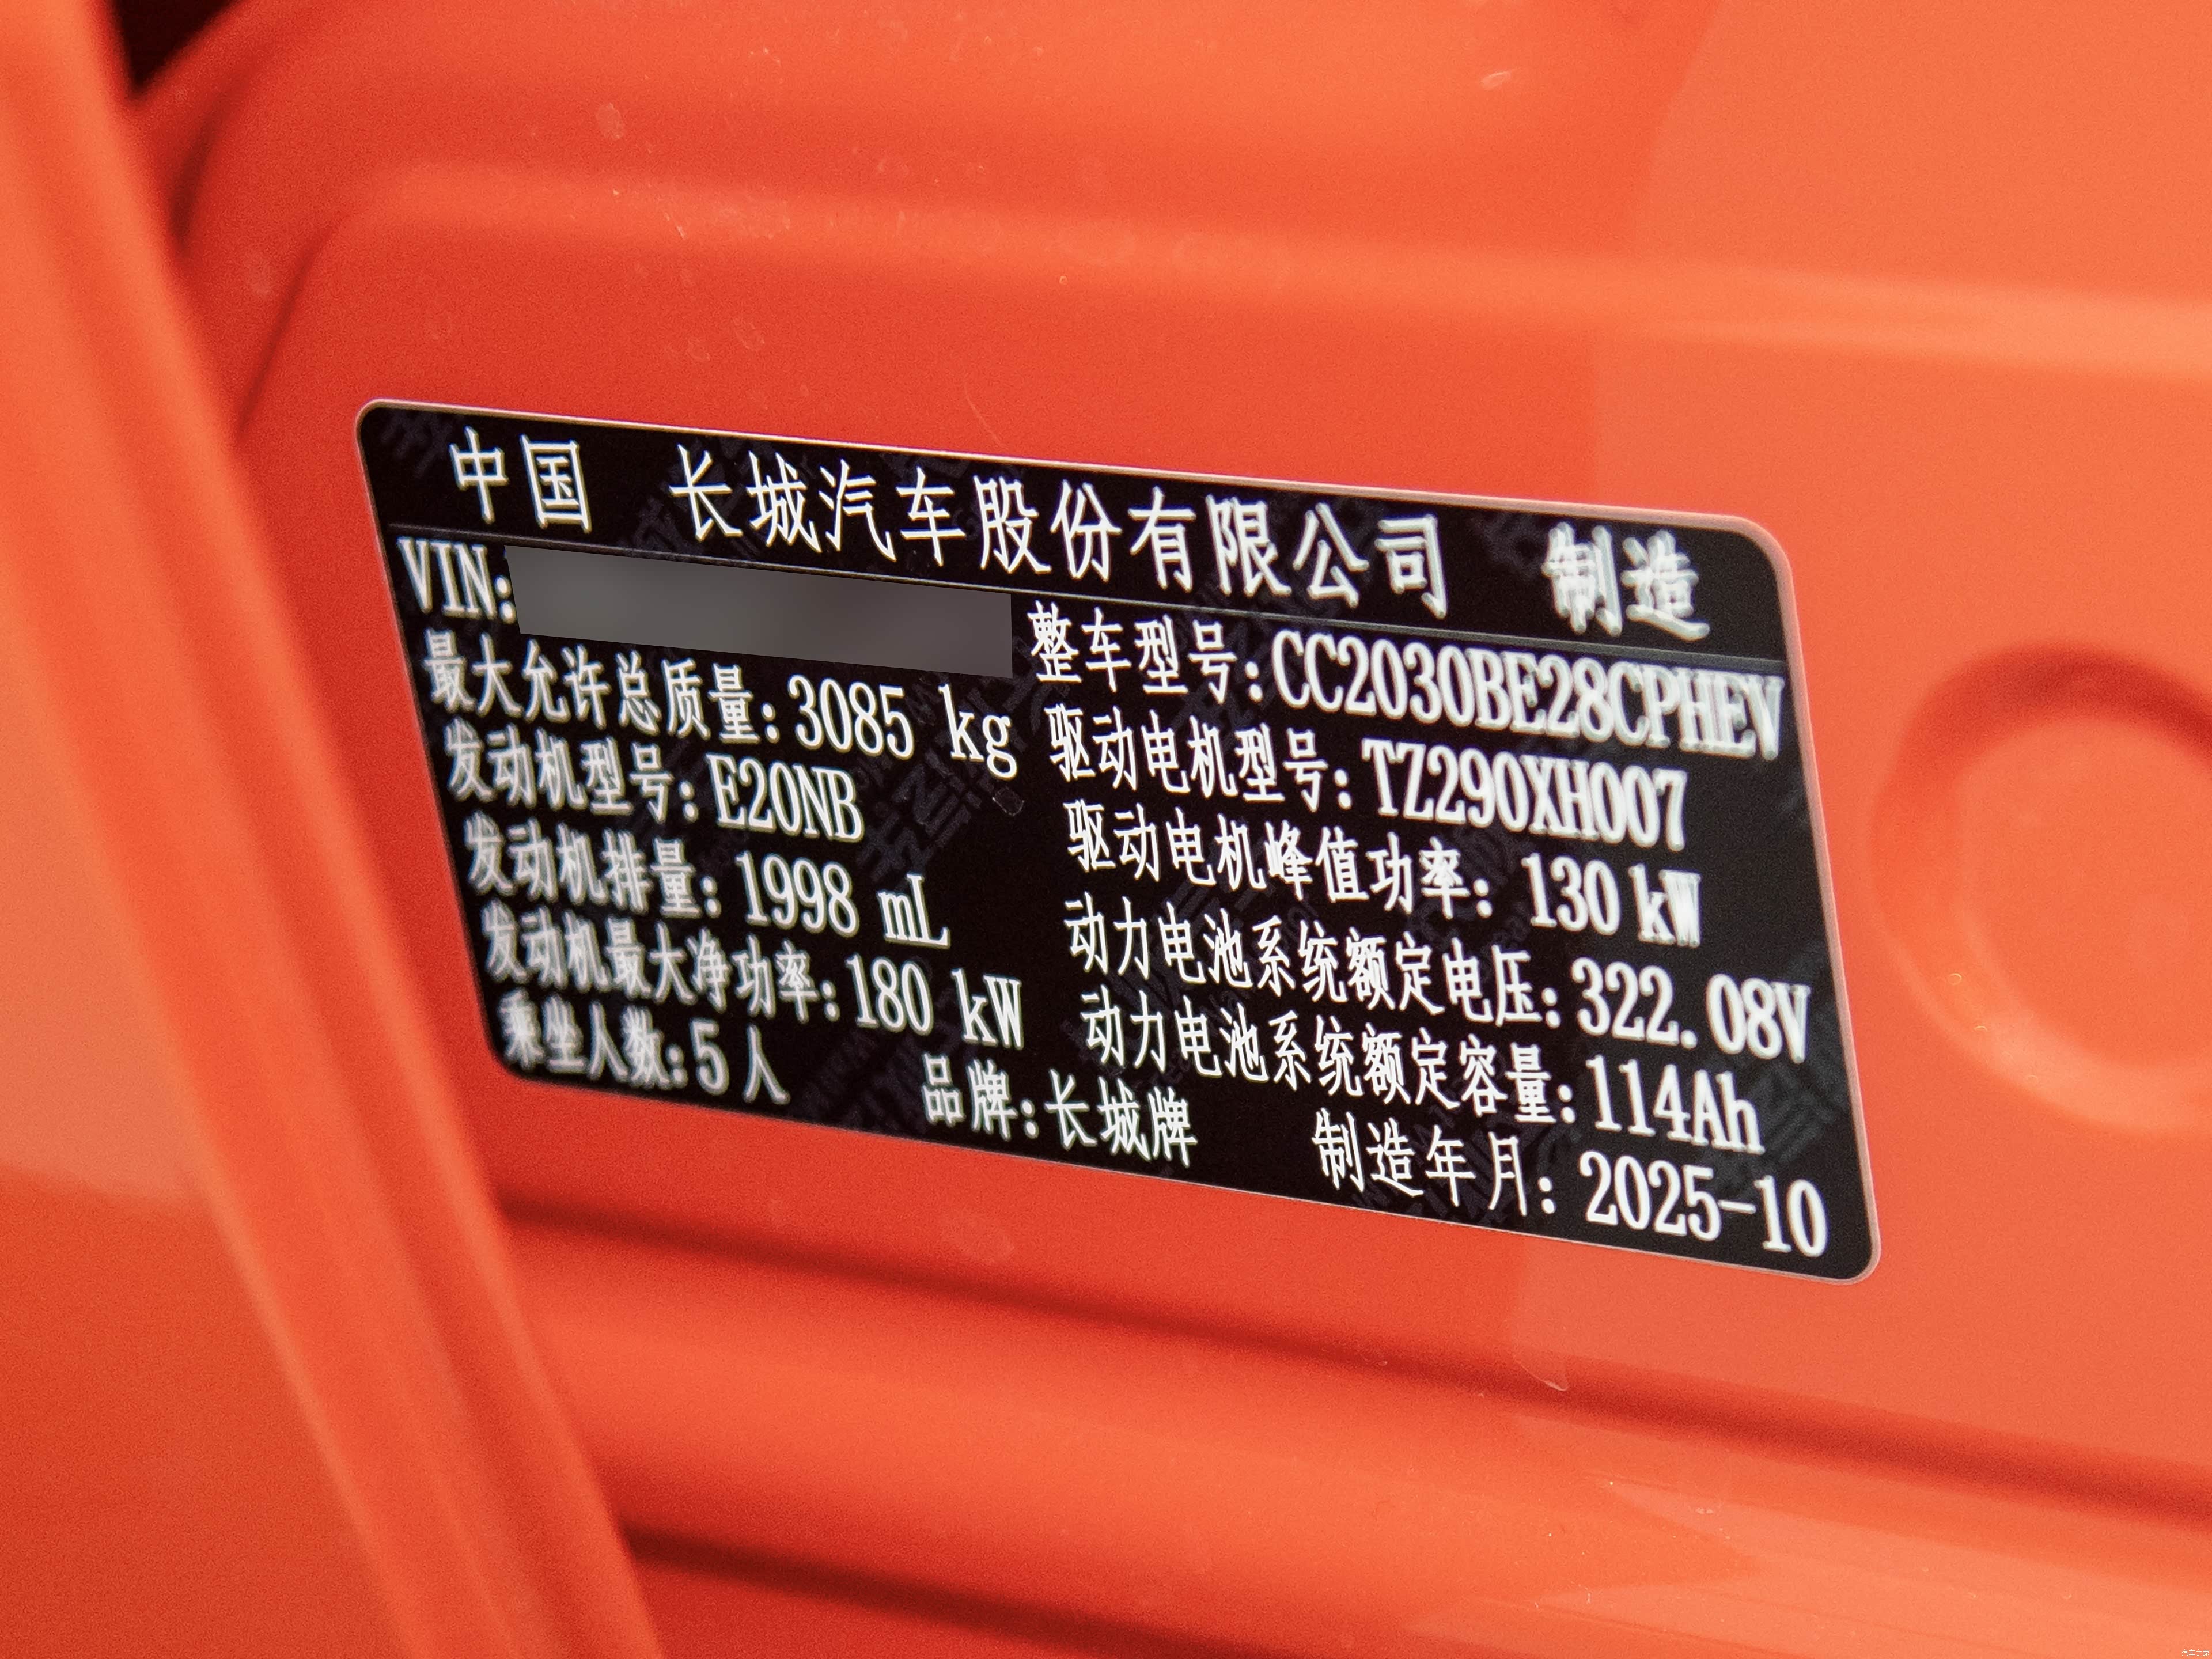 中国 长城汽车股份有限公司 制造
VIN: 整车型号:CC2030BE28CPHEV
最大允许总质量:3085 kg 驱动电机型号:TZ290XH007
发动机型号:E20NB 驱动电机峰值功率: 130 kW
发动机排量: 1998 mL 动力电池系统额定电压:322.08V
发动机最大净功率:180 kW 动力电池系统额定容量:114Ah
乘坐人数:5 人 品牌:长城牌 制造年月: 2025-10
汽车之家